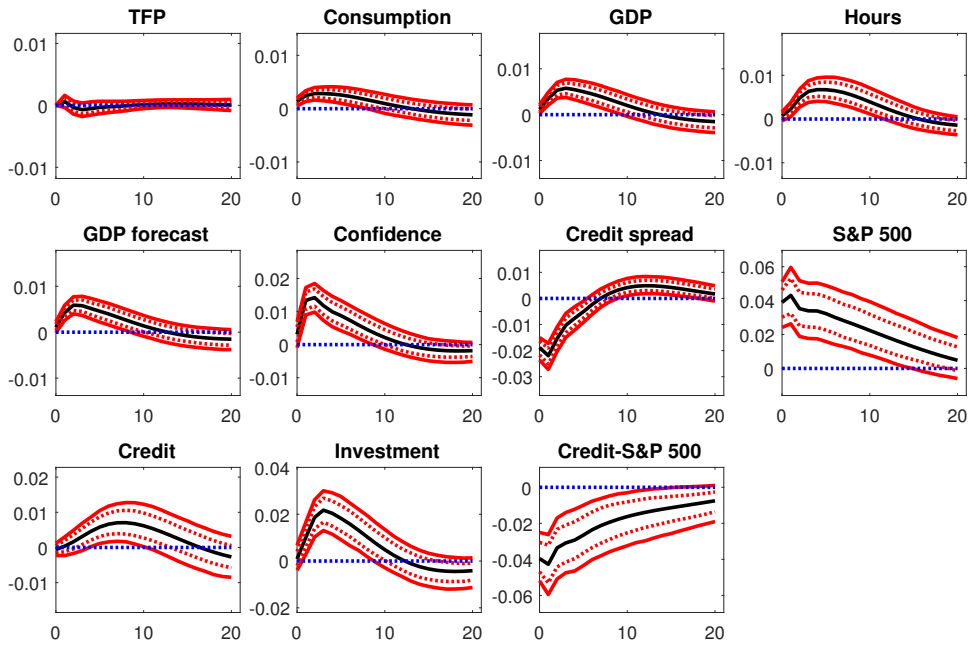 TFP Consumption GDP Hours
0.01 0.01 0.01 0.01
0 0 0 0
-0.01 -0.01 -0.01 -0.01
0 10 20 0 10 20 0 10 20 0 10 20
GDP forecast Confidence Credit spread S&P 500
0.01 0.02 0.01 0.06
0 0.01 0 0.04
-0.01 0 -0.01 0.02
-0.01 -0.03 0
0 10 20 0 10 20 0 10 20 0 10 20
Credit Investment Credit-S&P 500
0.02 0.04 0
0.01 0.02 -0.02
0 0 -0.04
-0.01 -0.02 -0.06
0 10 20 0 10 20 0 10 20